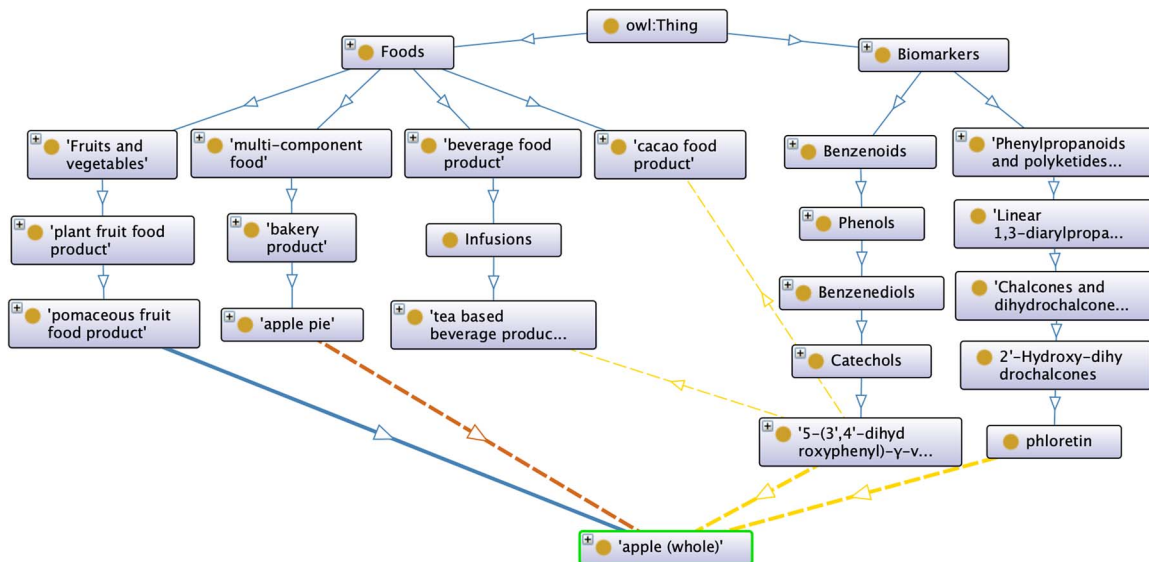 owl:Thing
Foods
Biomarkers
'Fruits and
vegetables'
'multi-component
food'
'beverage food
product'
'cacao food
product'
Benzenoids
'Phenylpropanoids
and polyketides...
'plant fruit food
product'
'bakery
product'
Infusions
Phenols
'Linear
1,3-diarylpropa...
'pomaceous fruit
food product'
'apple pie'
'tea based
beverage produc...
Benzenediols
'Chalcones and
dihydrochalcone...
Catechols
2'-Hydroxy-dihy
drochalcones
'5-(3',4'-dihyd
roxyphenyl)-γ-v...
phloretin
'apple (whole)'